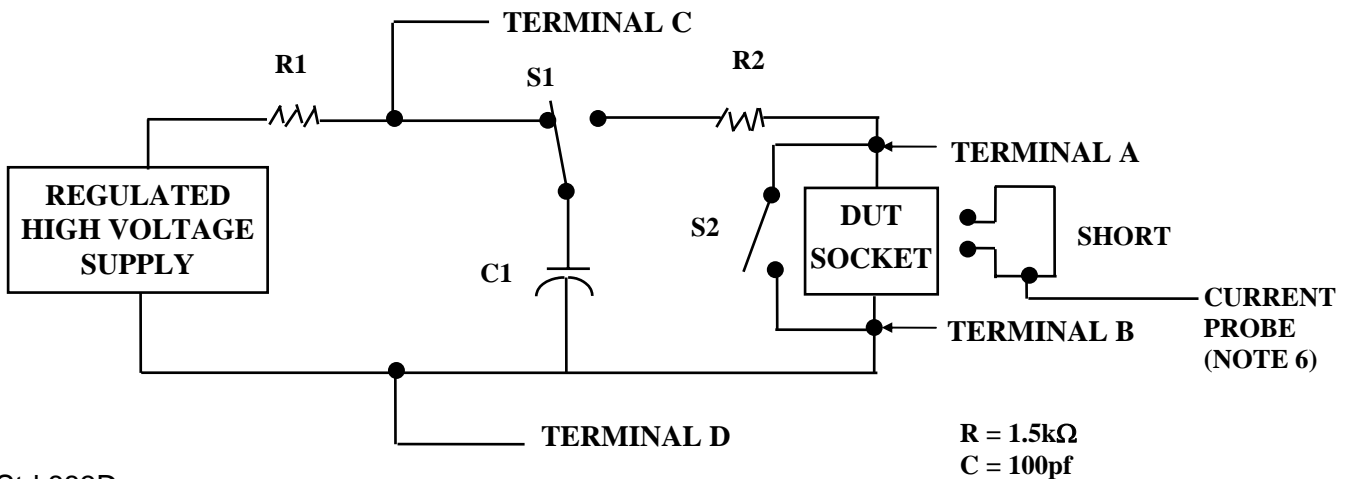 TERMINAL C
R1
S1
R2
TERMINAL A
REGULATED
HIGH VOLTAGE
SUPPLY
C1
S2
DUT
SOCKET
SHORT
CURRENT
PROBE
(NOTE 6)
TERMINAL B
TERMINAL D
R = 1.5kΩ
C = 100pf